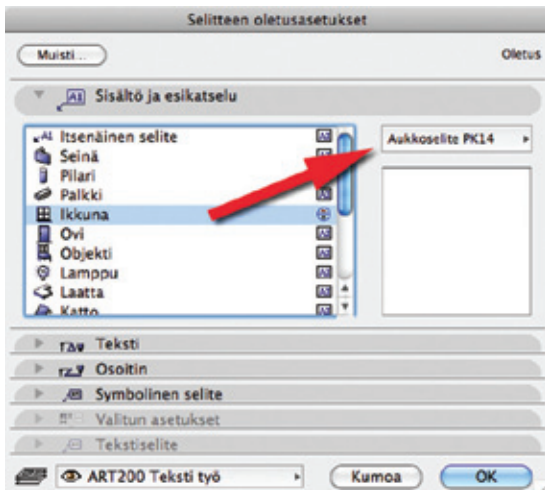 Selitteen oletusasetukset
Muisti...
Oletus
Sisältö ja esikatselu
Itsenäinen selite
Seinä
Pilari
Palkki
Ikkuna
Ovi
Objekti
Lamppu
Laatta
Katto
Aukkoselite PK14
Teksti
Osoitin
Symbolinen selite
Valitun asetukset
Tekstiselite
ART200 Teksti työ
Kumoa
OK